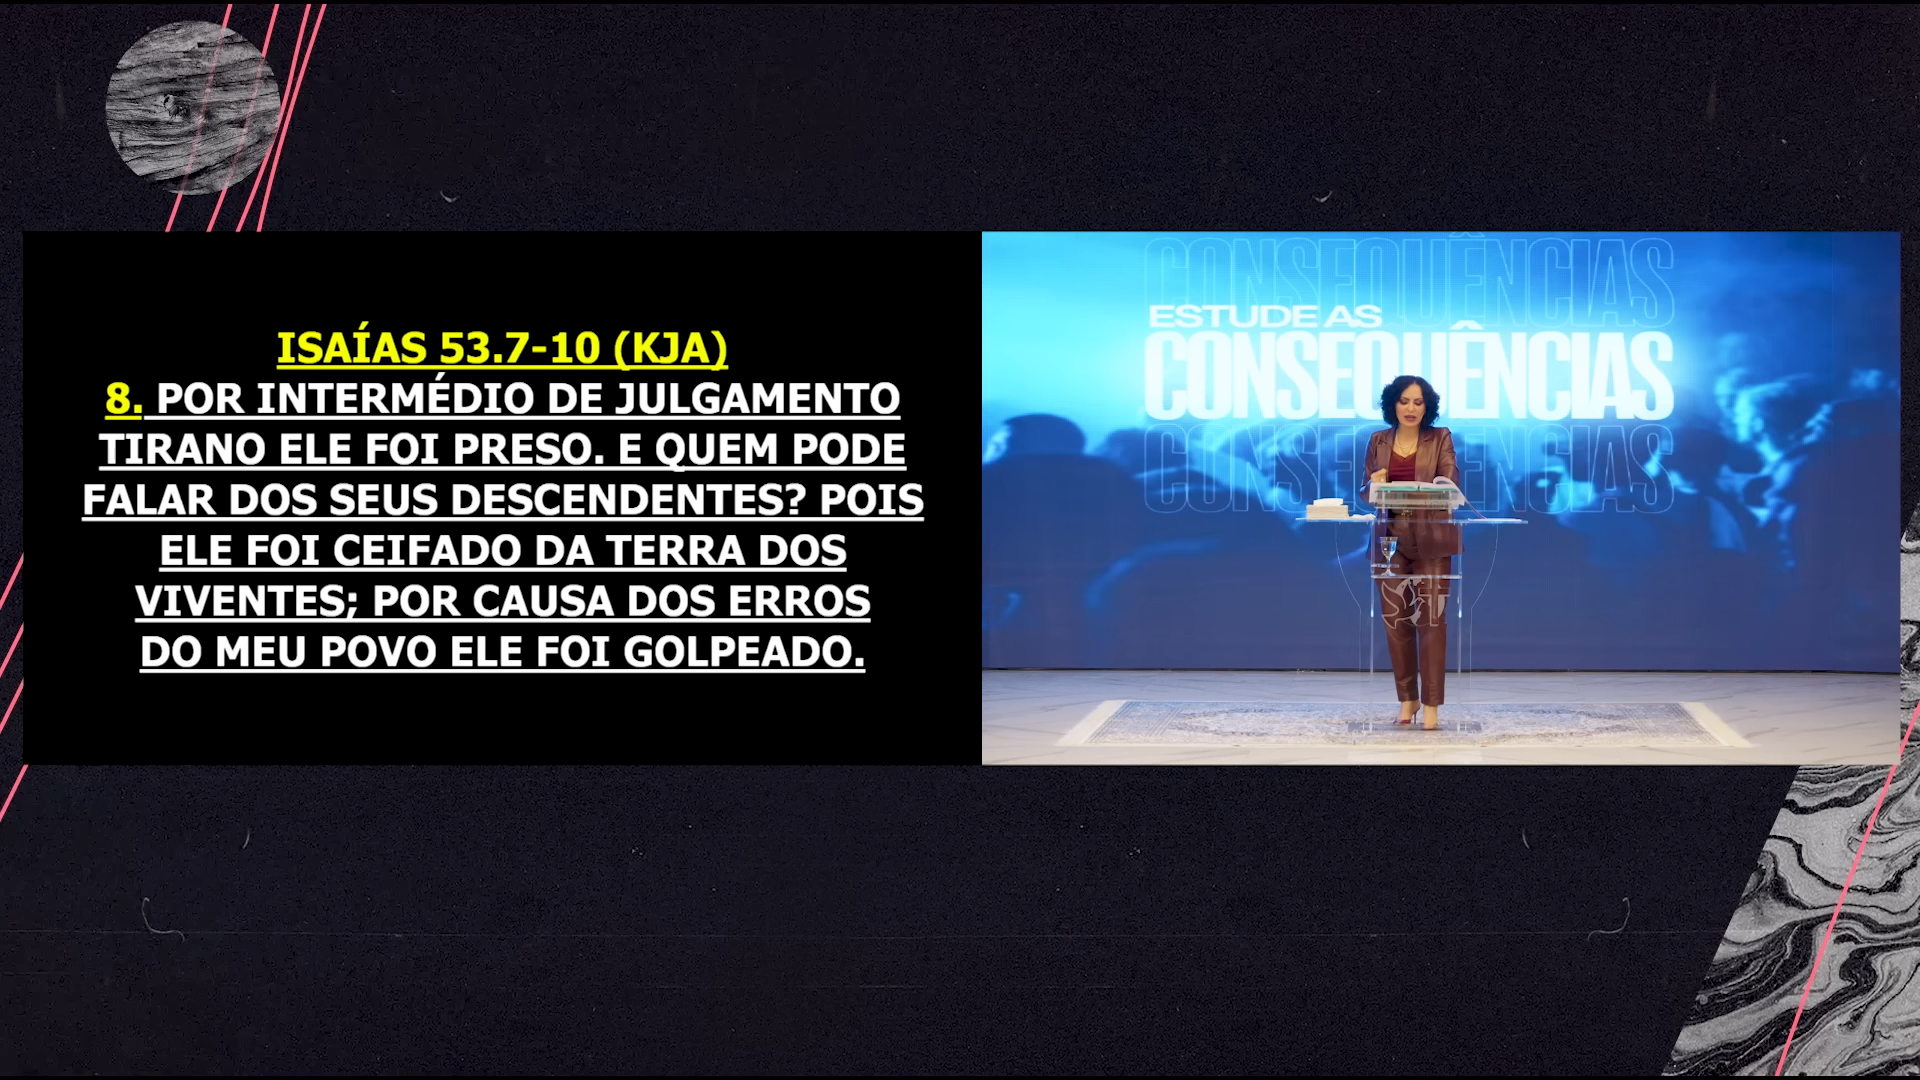 ISAÍAS 53.7-10 (KJA)
8. POR INTERMÉDIO DE JULGAMENTO
TIRANO ELE FOI PRESO. E QUEM PODE
FALAR DOS SEUS DESCENDENTES? POIS
ELE FOI CEIFADO DA TERRA DOS
VIVENTES; POR CAUSA DOS ERROS
DO MEU POVO ELE FOI GOLPEADO.
CONSEQUÊNCIAS
ESTUDE AS
CONSEQUÊNCIAS
CONSEQUÊNCIAS